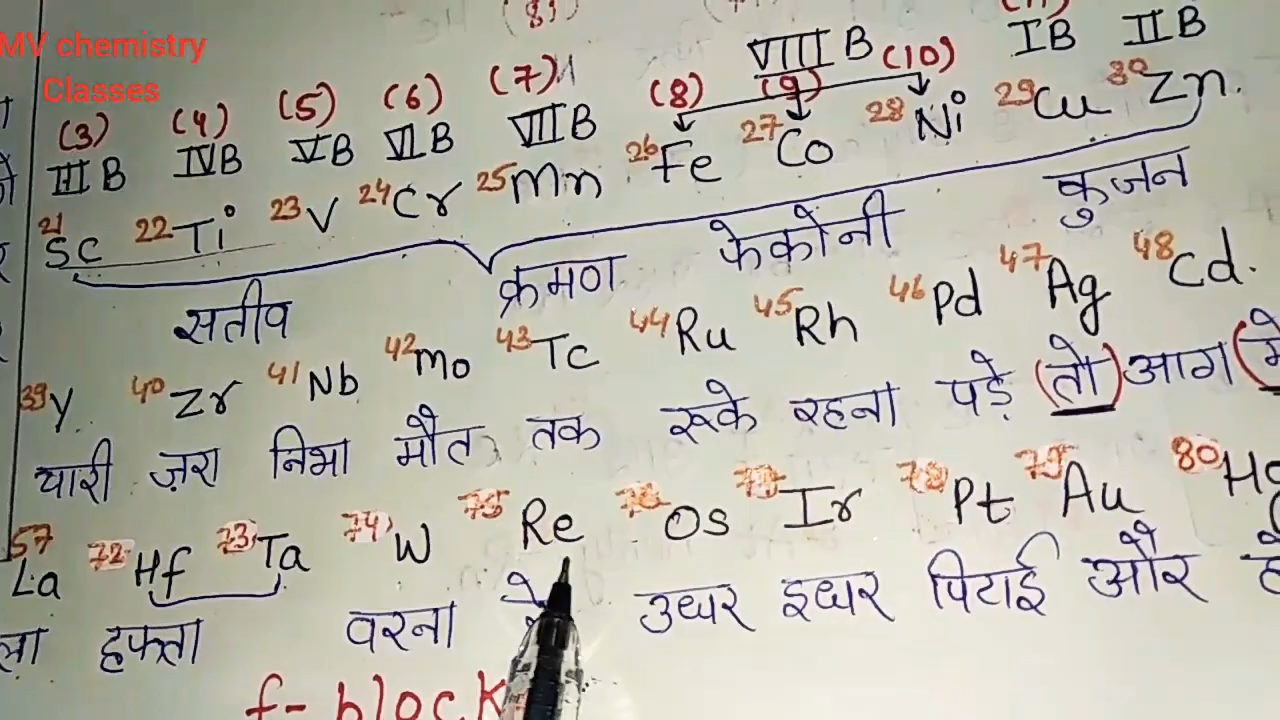 MV chemistry
Classes
VIII B
IB IIB
(3) (4) (5) (6) (7) (8) (9) (10) (11)
IIIB IVB VB VIB VIIB
21Sc 22Ti 23V 24Cr 25Mn 26Fe 27Co 28Ni 29Cu 30Zn.
सतीव क्रमण फेकोनी कुजन
39Y 40Zr 41Nb 42Mo 43Tc 44Ru 45Rh 46Pd 47Ag 48Cd.
यारी ज़रा निभा मौत तक रूके रहना पड़े (तो) आग
57La 72Hf 73Ta 74W 75Re 76Os 77Ir 78Pt 79Au 80Hg
हफ्ता वरना रे उधर इधर पिटाई और
f-block